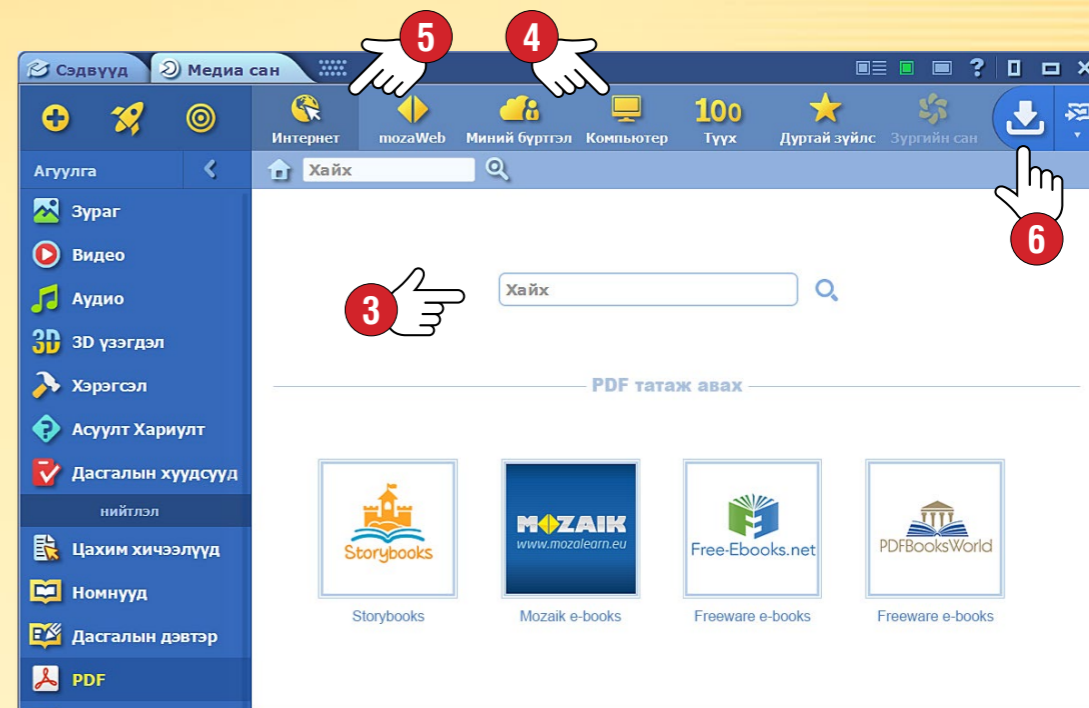 5
4
Сэдвүүд
Медиа сан
?
Интернет
mozaWeb
Миний бүртгэл
Компьютер
100
Түүх
Дуртай зүйлс
Зургийн сан
Агуулга
Хайх
6
Зураг
Видео
Аудио
3D үзэгдэл
Хэрэгсэл
Асуулт Хариулт
Дасгалын хуудсууд
нийтлэл
Цахим хичээлүүд
Номнууд
Дасгалын дэвтэр
PDF
3
Хайх
PDF татаж авах
Storybooks
MOZAIK
www.mozalearn.eu
Free-Ebooks.net
PDFBooksWorld
Storybooks
Mozaik e-books
Freeware e-books
Freeware e-books